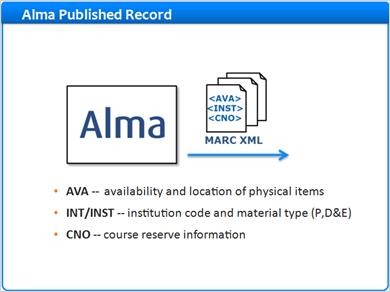 Alma Published Record
Alma
<AVA>
<INST>
<CNO>
MARC XML
• AVA -- availability and location of physical items
• INT/INST -- institution code and material type (P,D&E)
• CNO -- course reserve information